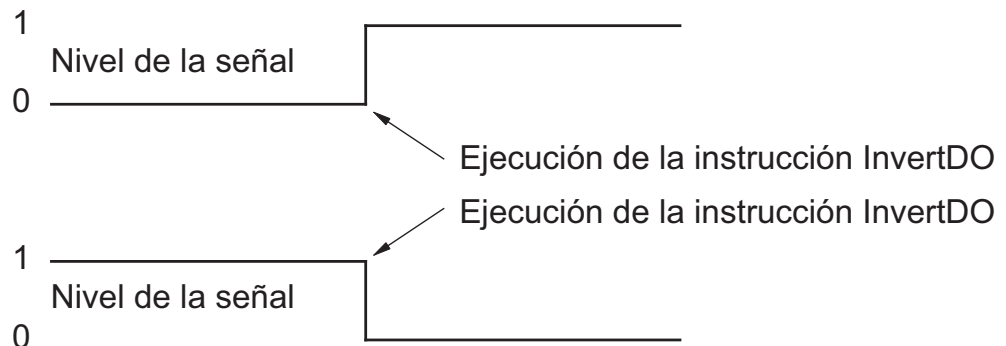 1
Nivel de la señal
0
Ejecución de la instrucción InvertDO
Ejecución de la instrucción InvertDO
1
Nivel de la señal
0